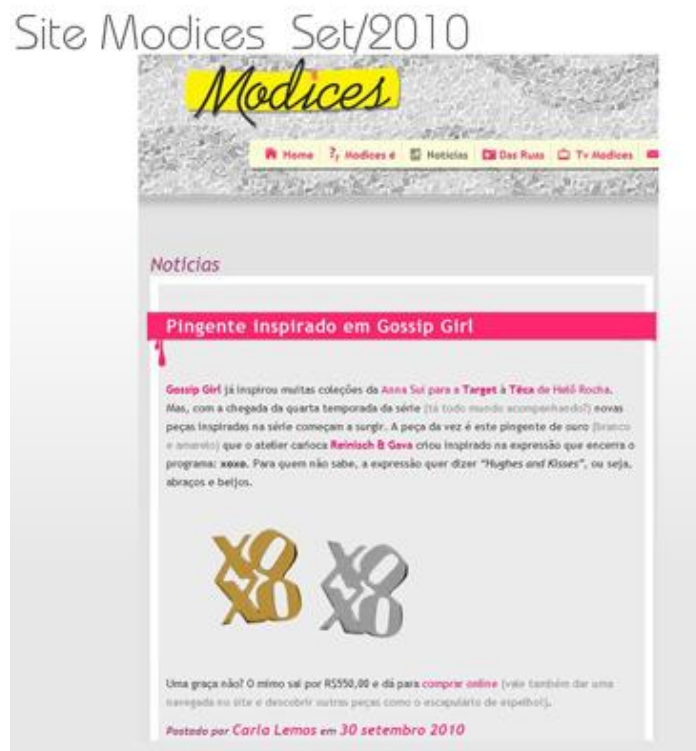 Site Modices Set/2010
Modices
Home ?, Modices é Notícias Das Ruas Tv Modices
Notícias
Pingente inspirado em Gossip Girl
Gossip Girl já inspirou muitas coleções da Anna Sui para a Target à Têca de Helô Rocha.
Mas, com a chegada da quarta temporada da série (tá todo mundo acompanhando?) novas
peças inspiradas na série começam a surgir. A peça da vez é este pingente de ouro (branco
e amarelo) que o atelier carioca Reinisch & Gava criou inspirado na expressão que encerra o
programa: xoxo. Para quem não sabe, a expressão quer dizer "Hughes and Kisses", ou seja,
abraços e beijos.
XO XO
XO XO
Uma graça não? O mimo sai por R$550,00 e dá para comprar online (vale também dar uma
navegada no site e descobrir outras peças como o escapulário de espelho!).
Postado por Carla Lemos em 30 setembro 2010